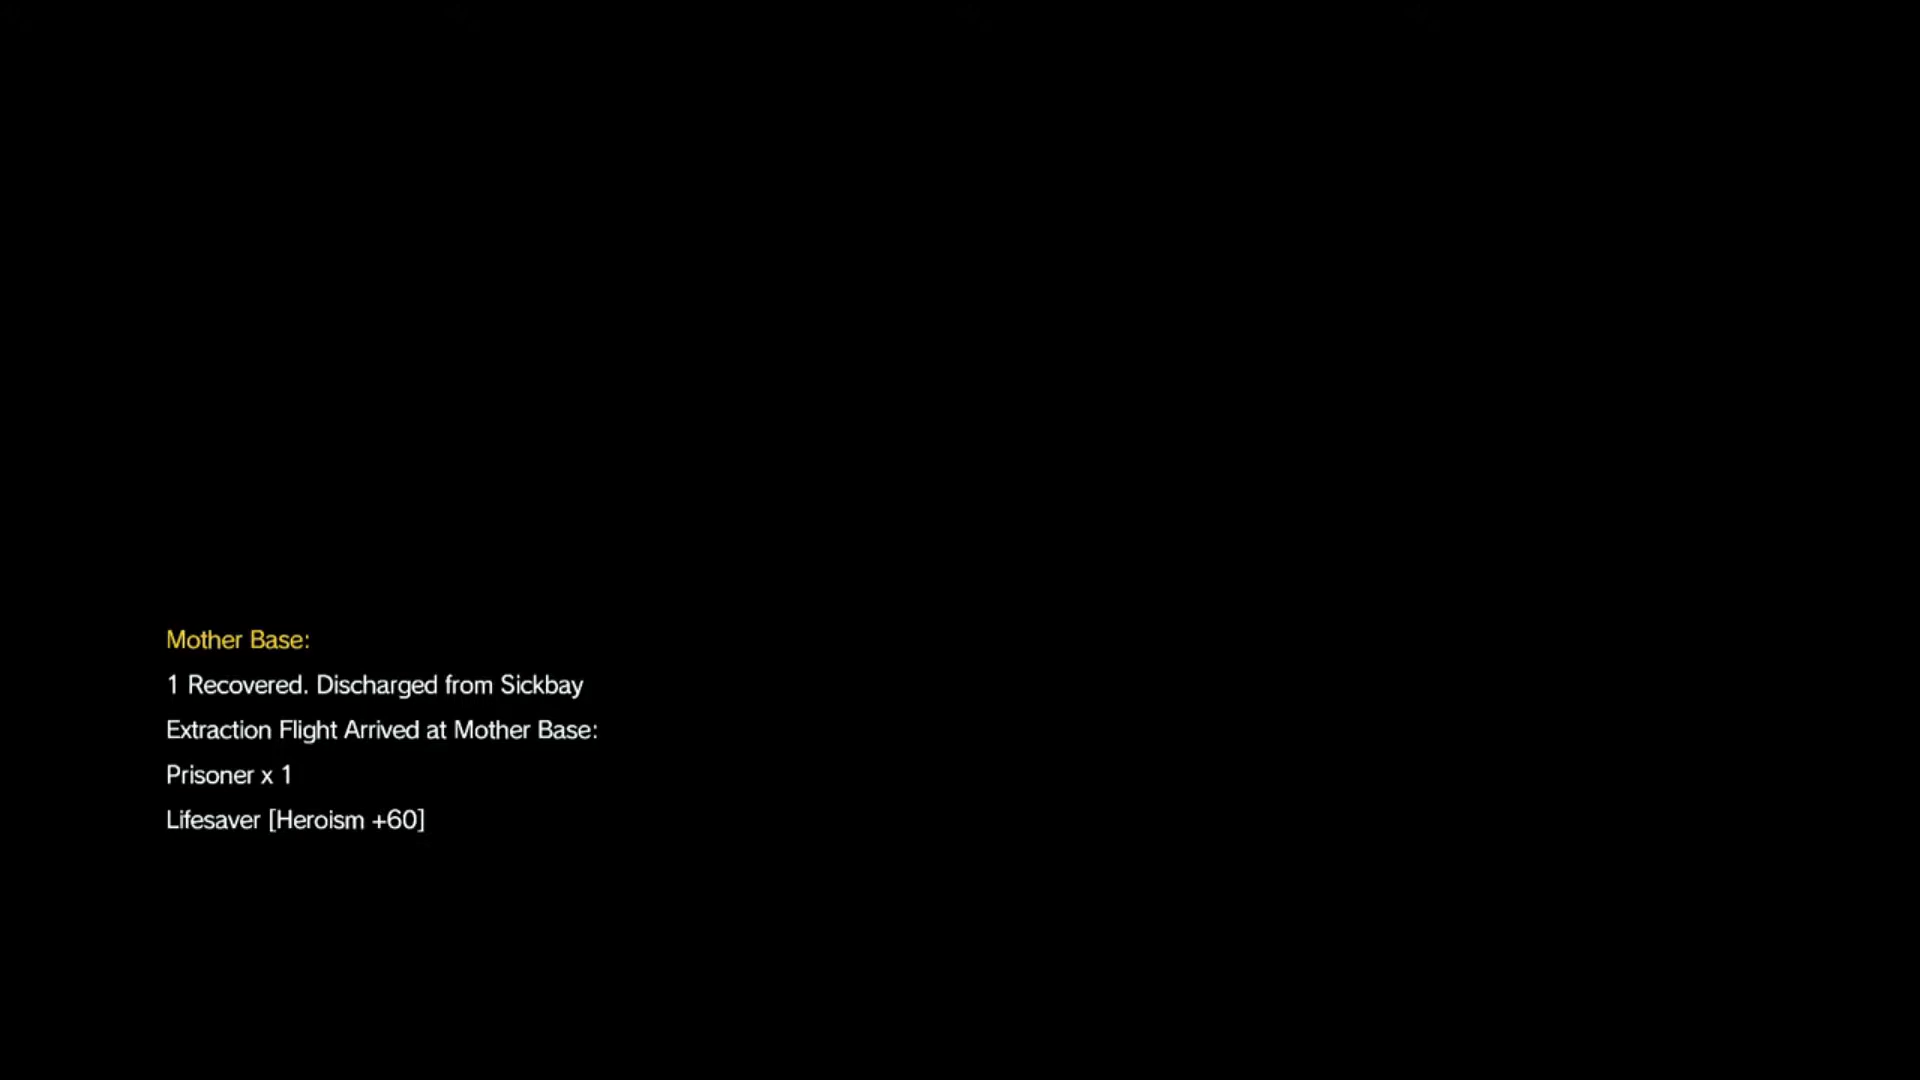 Mother Base:
1 Recovered. Discharged from Sickbay
Extraction Flight Arrived at Mother Base:
Prisoner x 1
Lifesaver [Heroism +60]